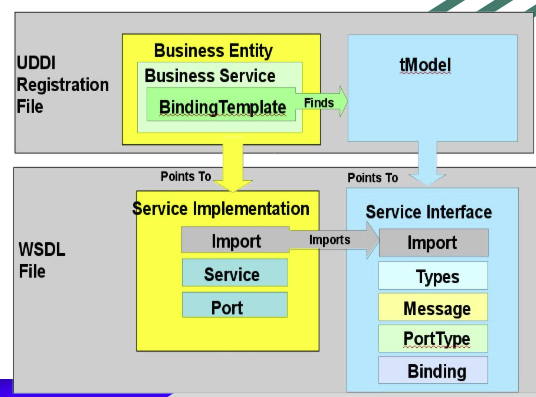 UDDI
Registration
File
Business Entity
Business Service
BindingTemplate
Finds
tModel
Points To
Points To
WSDL
File
Service Implementation
Import
Service
Port
Imports
Service Interface
Import
Types
Message
PortType
Binding